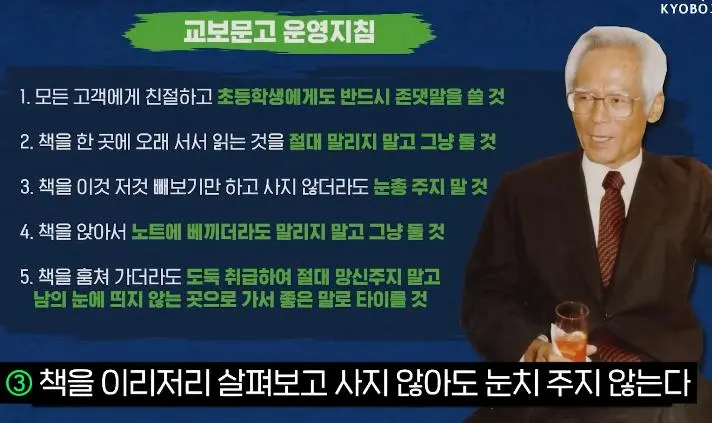 KYOBO
교보문고 운영지침
1. 모든 고객에게 친절하고 초등학생에게도 반드시 존댓말을 쓸 것
2. 책을 한 곳에 오래 서서 읽는 것을 절대 말리지 말고 그냥 둘 것
3. 책을 이것 저것 빼보기만 하고 사지 않더라도 눈총 주지 말 것
4. 책을 앉아서 노트에 베끼더라도 말리지 말고 그냥 둘 것
5. 책을 훔쳐 가더라도 도둑 취급하여 절대 망신주지 말고
남의 눈에 띄지 않는 곳으로 가서 좋은 말로 타이를 것
③ 책을 이리저리 살펴보고 사지 않아도 눈치 주지 않는다